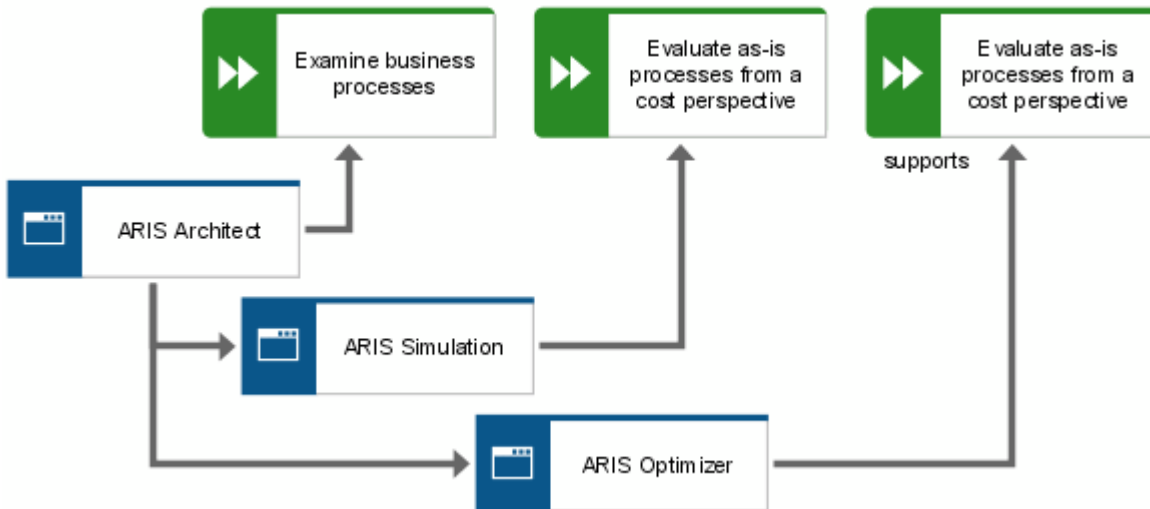 Examine business
processes
Evaluate as-is
processes from a
cost perspective
Evaluate as-is
processes from a
cost perspective
supports
ARIS Architect
ARIS Simulation
ARIS Optimizer